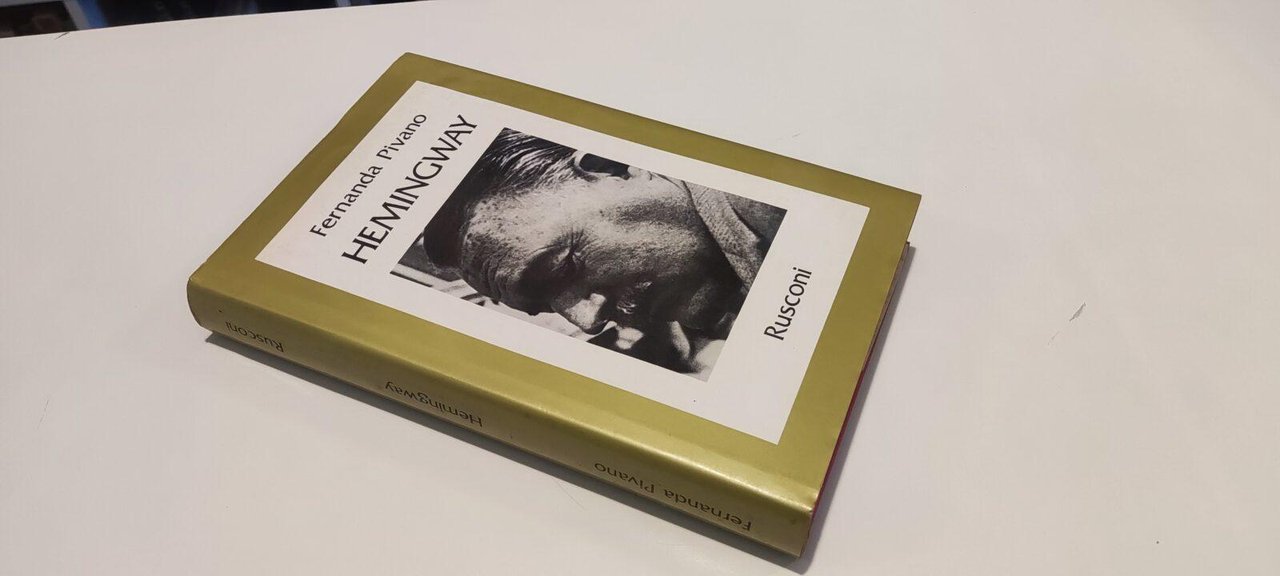 Fernanda Pivano
HEMINGWAY
Rusconi
Fernanda Pivano
Hemingway
Rusconi